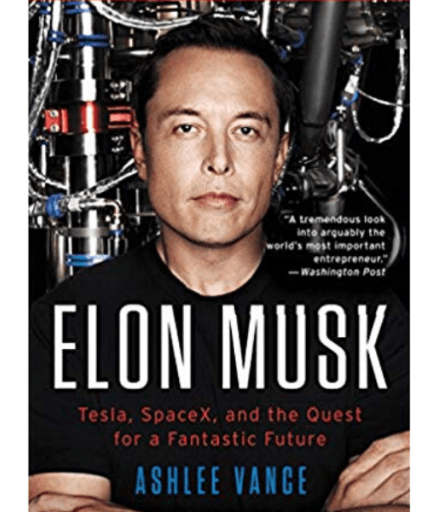 "A tremendous look
into arguably the
world's most important
entrepreneur."
—Washington Post
ELON MUSK
Tesla, SpaceX, and the Quest
for a Fantastic Future
ASHLEE VANCE